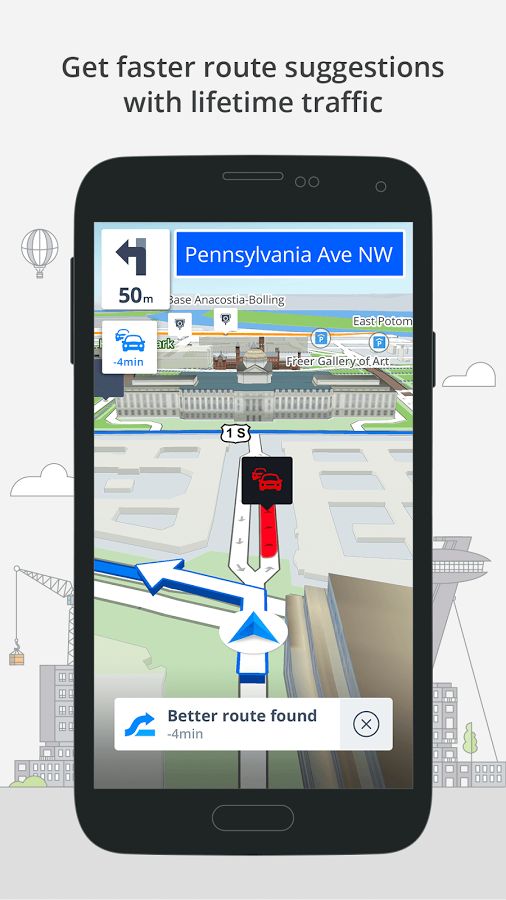 Get faster route suggestions
with lifetime traffic
Pennsylvania Ave NW
50m
Base Anacostia-Bolling
East Potom
-4min
ark
Freer Gallery of Art
1 S
Better route found
-4min